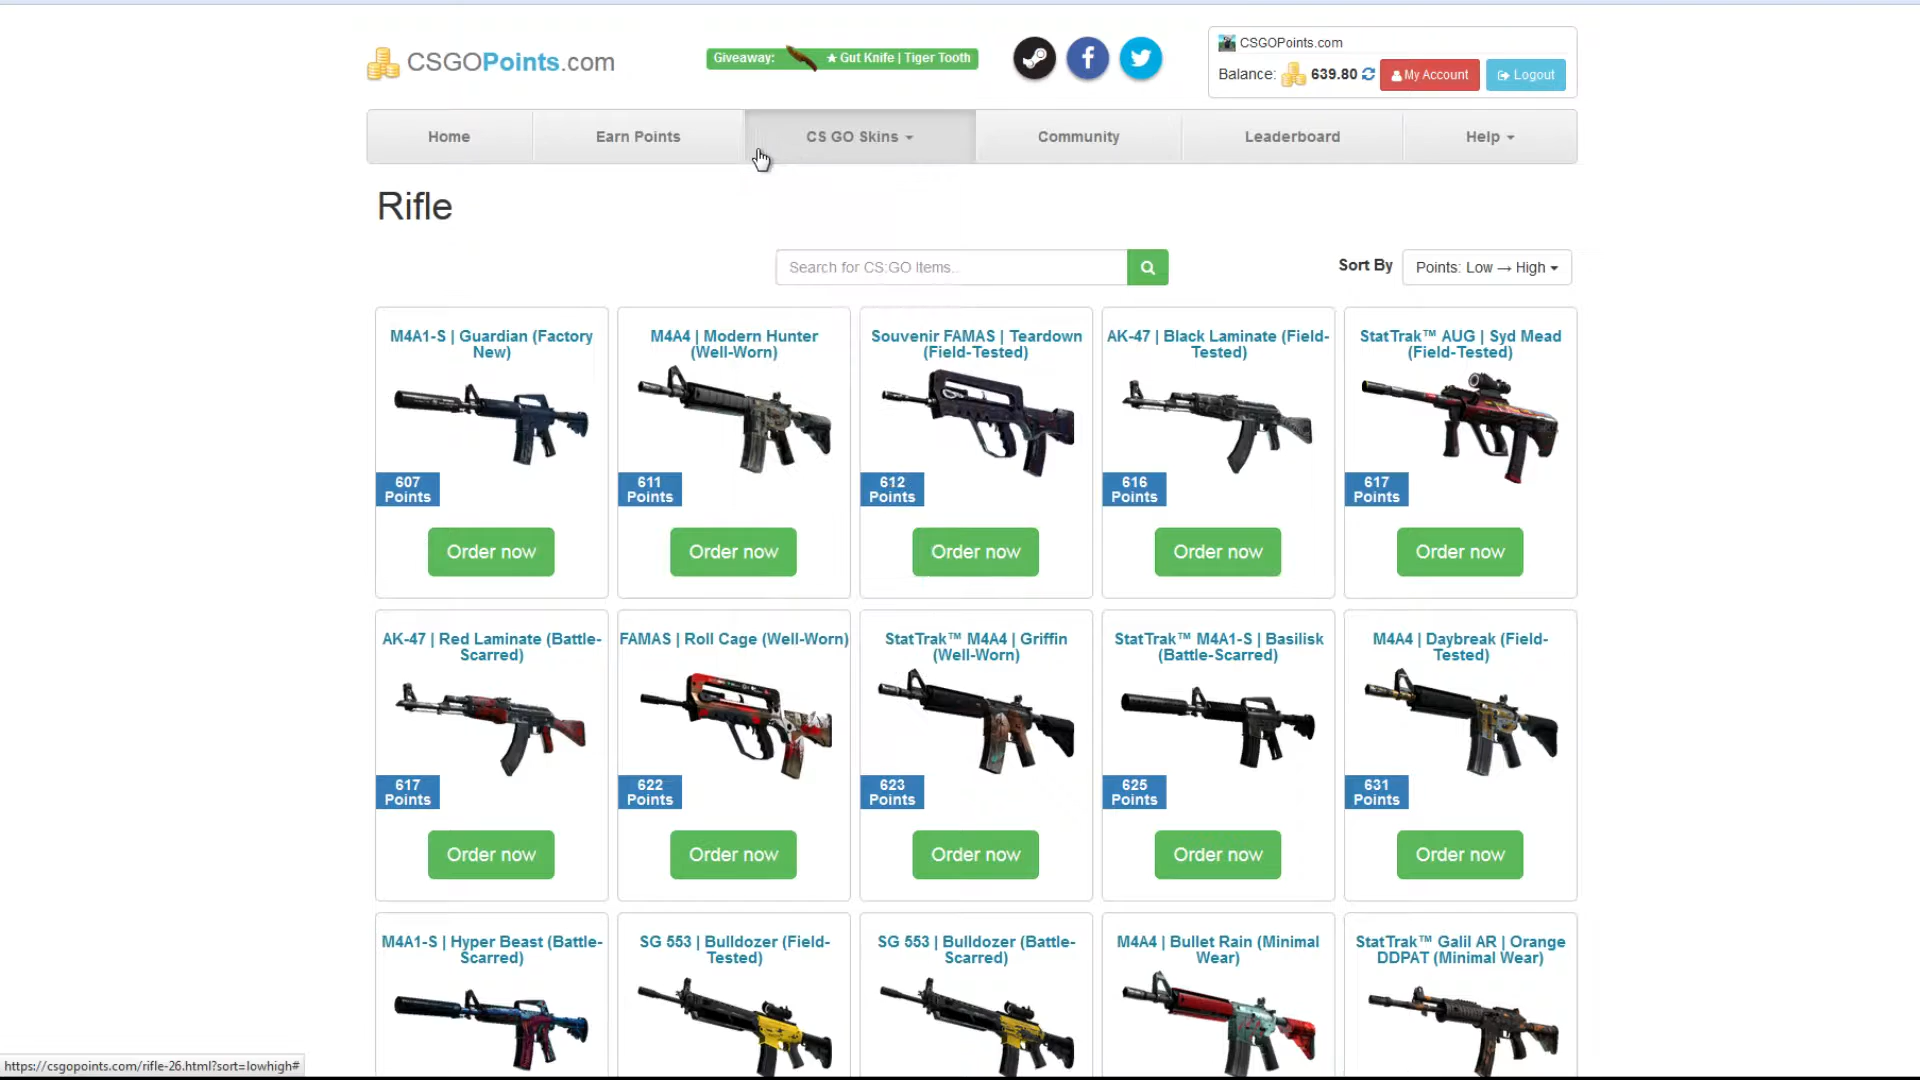 CSGOPoints.com
Giveaway: ★ Gut Knife | Tiger Tooth
CSGOPoints.com
Balance: 639.80 My Account Logout
Home Earn Points CS GO Skins Community Leaderboard Help
Rifle
Search for CS:GO Items..
Sort By Points: Low → High
M4A1-S | Guardian (Factory
New)
607
Points
Order now
M4A4 | Modern Hunter
(Well-Worn)
611
Points
Order now
Souvenir FAMAS | Teardown
(Field-Tested)
612
Points
Order now
AK-47 | Black Laminate (Field-
Tested)
616
Points
Order now
StatTrak™ AUG | Syd Mead
(Field-Tested)
617
Points
Order now
AK-47 | Red Laminate (Battle-
Scarred)
617
Points
Order now
FAMAS | Roll Cage (Well-Worn)
622
Points
Order now
StatTrak™ M4A4 | Griffin
(Well-Worn)
623
Points
Order now
StatTrak™ M4A1-S | Basilisk
(Battle-Scarred)
625
Points
Order now
M4A4 | Daybreak (Field-
Tested)
631
Points
Order now
M4A1-S | Hyper Beast (Battle-
Scarred)
SG 553 | Bulldozer (Field-
Tested)
SG 553 | Bulldozer (Battle-
Scarred)
M4A4 | Bullet Rain (Minimal
Wear)
StatTrak™ Galil AR | Orange
DDPAT (Minimal Wear)
https://csgopoints.com/rifle-26.html?sort=lowhigh#